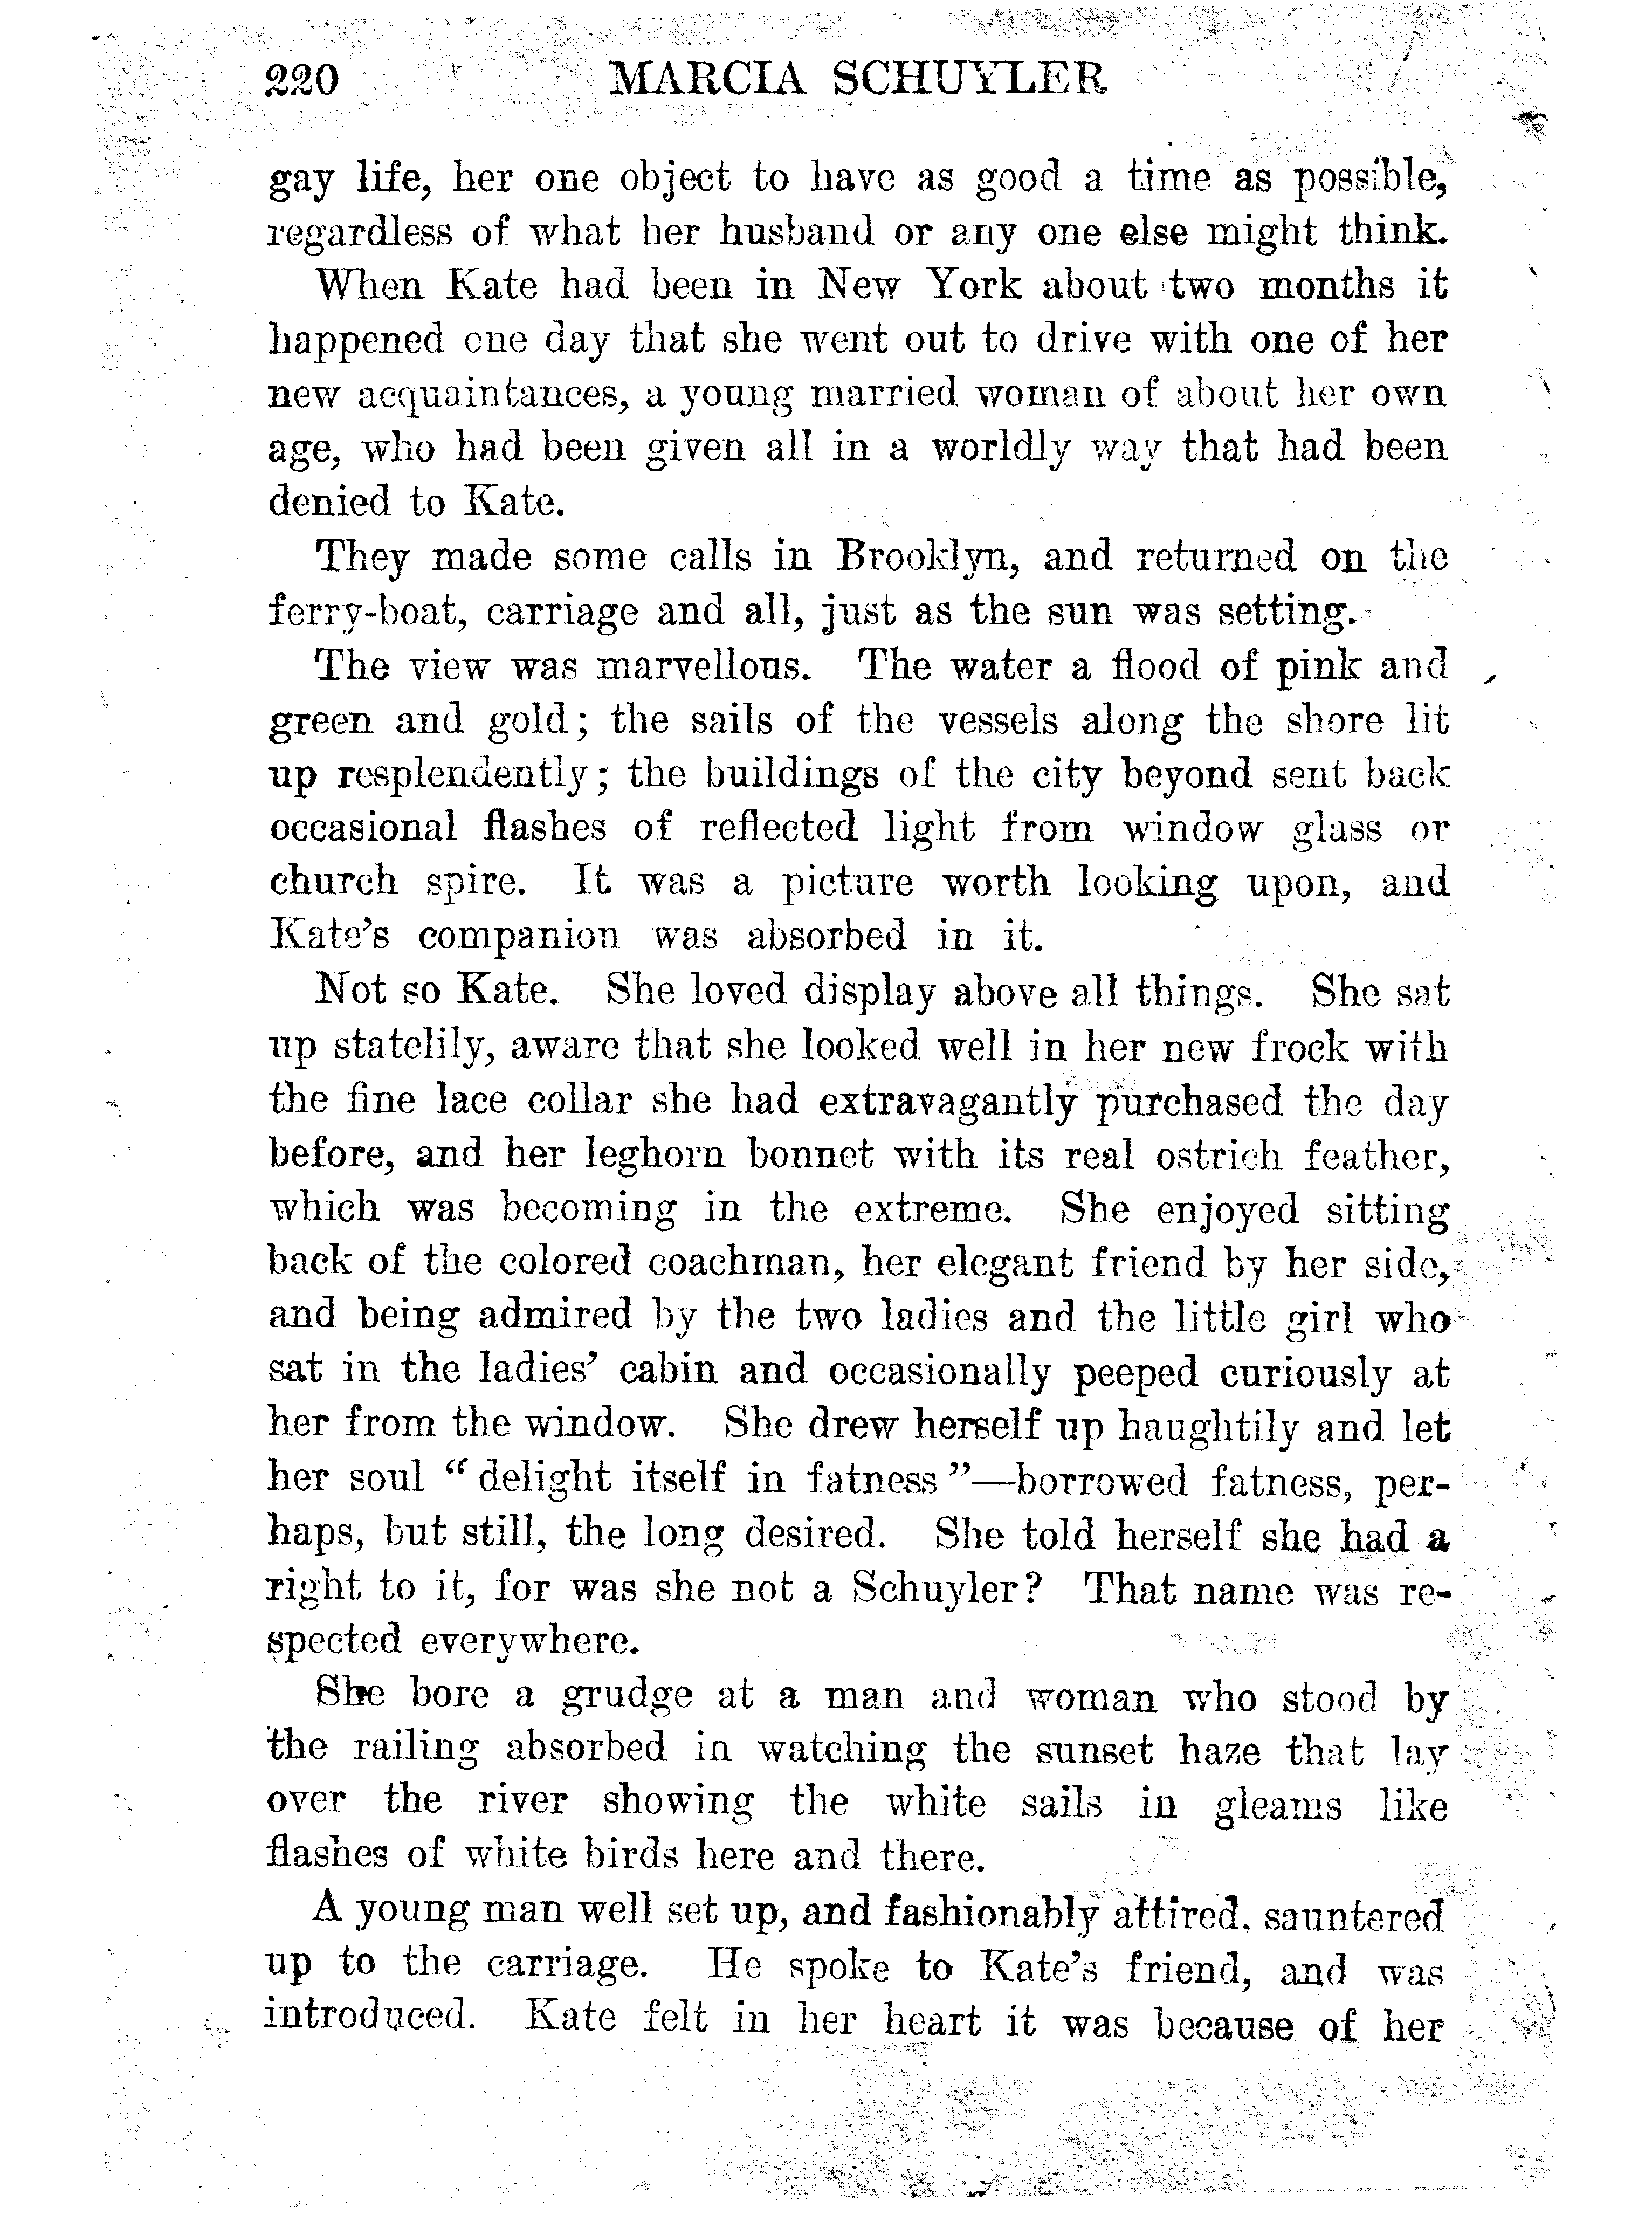 220 MARCIA SCHUYLER
gay life, her one object to have as good a time as possible,
regardless of what her husband or any one else might think.
When Kate had been in New York about two months it
happened one day that she went out to drive with one of her
new acquaintances, a young married woman of about her own
age, who had been given all in a worldly way that had been
denied to Kate.
They made some calls in Brooklyn, and returned on the
ferry-boat, carriage and all, just as the sun was setting.
The view was marvellous. The water a flood of pink and
green and gold; the sails of the vessels along the shore lit
up resplendently; the buildings of the city beyond sent back
occasional flashes of reflected light from window glass or
church spire. It was a picture worth looking upon, and
Kate's companion was absorbed in it.
Not so Kate. She loved display above all things. She sat
up statelily, aware that she looked well in her new frock with
the fine lace collar she had extravagantly purchased the day
before, and her leghorn bonnet with its real ostrich feather,
which was becoming in the extreme. She enjoyed sitting
back of the colored coachman, her elegant friend by her side,
and being admired by the two ladies and the little girl who
sat in the ladies' cabin and occasionally peeped curiously at
her from the window. She drew herself up haughtily and let
her soul "delight itself in fatness"—borrowed fatness, per-
haps, but still, the long desired. She told herself she had a
right to it, for was she not a Schuyler? That name was re-
spected everywhere.
She bore a grudge at a man and woman who stood by
the railing absorbed in watching the sunset haze that lay
over the river showing the white sails in gleams like
flashes of white birds here and there.
A young man well set up, and fashionably attired, sauntered
up to the carriage. He spoke to Kate's friend, and was
introduced. Kate felt in her heart it was because of her